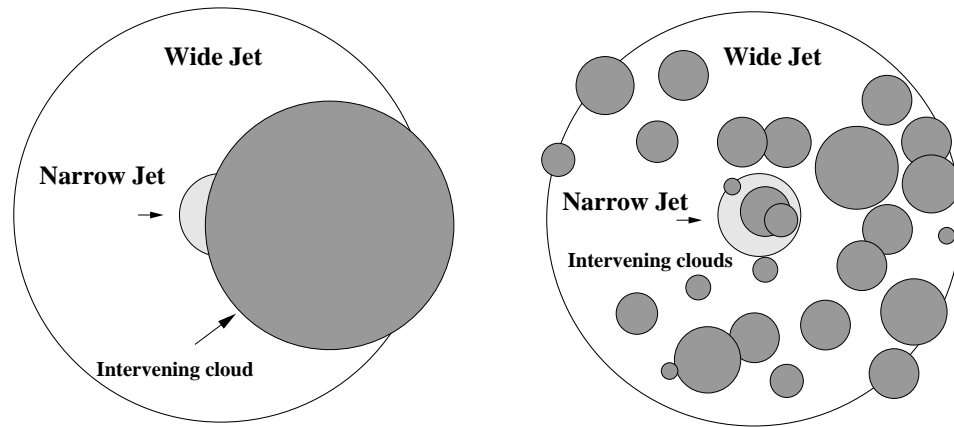 Wide Jet
Narrow Jet
Intervening cloud
Wide Jet
Narrow Jet
Intervening clouds